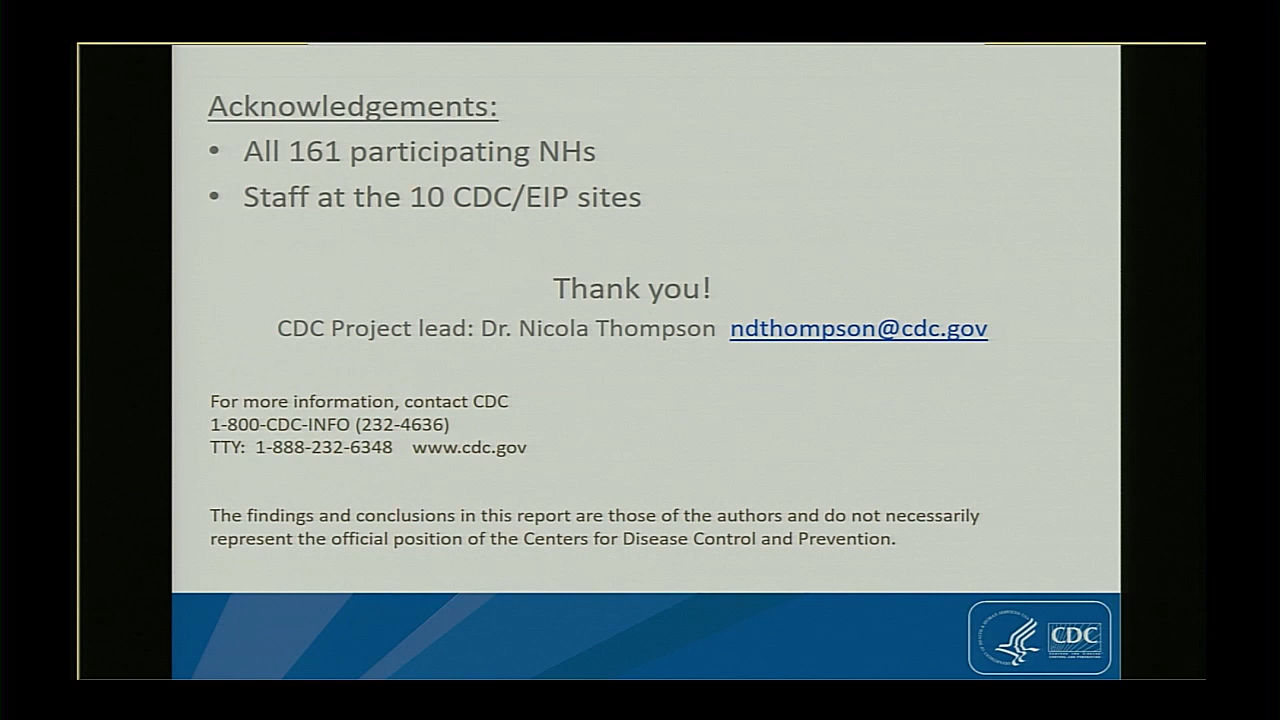 Acknowledgements:
• All 161 participating NHs
• Staff at the 10 CDC/EIP sites
Thank you!
CDC Project lead: Dr. Nicola Thompson ndthompson@cdc.gov
For more information, contact CDC
1-800-CDC-INFO (232-4636)
TTY: 1-888-232-6348 www.cdc.gov
The findings and conclusions in this report are those of the authors and do not necessarily
represent the official position of the Centers for Disease Control and Prevention.
CDC